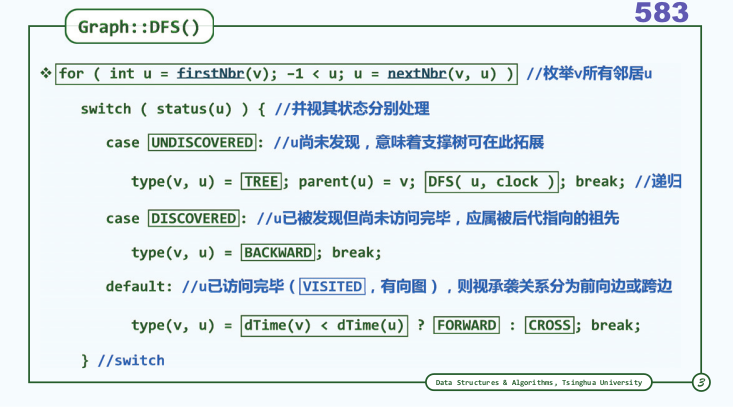 583
Graph::DFS()
❖ for ( int u = firstNbr(v); -1 < u; u = nextNbr(v, u) ) //枚举v所有邻居u
switch ( status(u) ) { //并视其状态分别处理
case UNDISCOVERED: //u尚未发现，意味着支撑树可在此拓展
type(v, u) = TREE; parent(u) = v; DFS( u, clock ); break; //递归
case DISCOVERED: //u已被发现但尚未访问完毕，应属被后代指向的祖先
type(v, u) = BACKWARD; break;
default: //u已访问完毕（VISITED，有向图），则视承袭关系分为前向边或跨边
type(v, u) = dTime(v) < dTime(u) ? FORWARD : CROSS; break;
} //switch
Data Structures & Algorithms, Tsinghua University
3